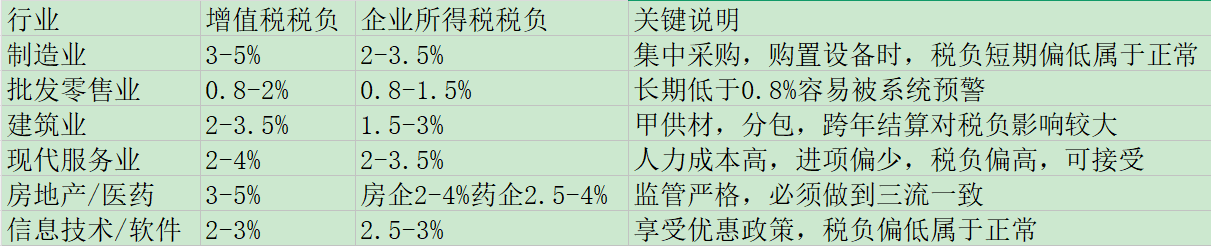 行业 增值税税负 企业所得税税负 关键说明
制造业 3-5% 2-3.5% 集中采购，购置设备时，税负短期偏低属于正常
批发零售业 0.8-2% 0.8-1.5% 长期低于0.8%容易被系统预警
建筑业 2-3.5% 1.5-3% 甲供材，分包，跨年结算对税负影响较大
现代服务业 2-4% 2-3.5% 人力成本高，进项偏少，税负偏高，可接受
房地产/医药 3-5% 房企2-4%药企2.5-4% 监管严格，必须做到三流一致
信息技术/软件 2-3% 2.5-3% 享受优惠政策，税负偏低属于正常